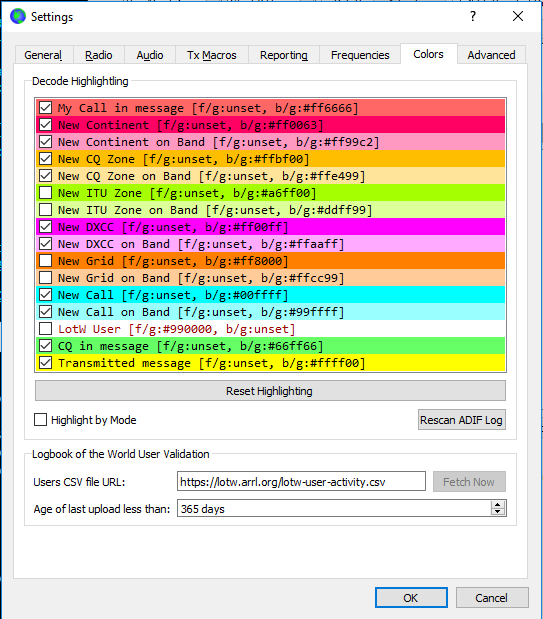 Settings
General Radio Audio Tx Macros Reporting Frequencies Colors Advanced
Decode Highlightling
My Call in message [f/g:unset, b/g:#ff6666]
New Continent [f/g:unset, b/g:#ff0063]
New Continent on Band [f/g:unset, b/g:#ff99c2]
New CQ Zone [f/g:unset, b/g:#ffbf00]
New CQ Zone on Band [f/g:unset, b/g:#ffe499]
New ITU Zone [f/g:unset, b/g:#a6ff00]
New ITU Zone on Band [f/g:unset, b/g:#ddff99]
New DXCC [f/g:unset, b/g:#ff00ff]
New DXCC on Band [f/g:unset, b/g:#ffaaff]
New Grid [f/g:unset, b/g:#ff8000]
New Grid on Band [f/g:unset, b/g:#ffcc99]
New Call [f/g:unset, b/g:#00ffff]
New Call on Band [f/g:unset, b/g:#99ffff]
LotW User [f/g:#990000, b/g:unset]
CQ in message [f/g:unset, b/g:#66ff66]
Transmitted message [f/g:unset, b/g:#ffff00]
Reset Highlighting
Highlight by Mode Rescan ADIF Log
Logbook of the World User Validation
Users CSV file URL: https://lotw.arrl.org/lotw-user-activity.csv Fetch Now
Age of last upload less than: 365 days
OK Cancel